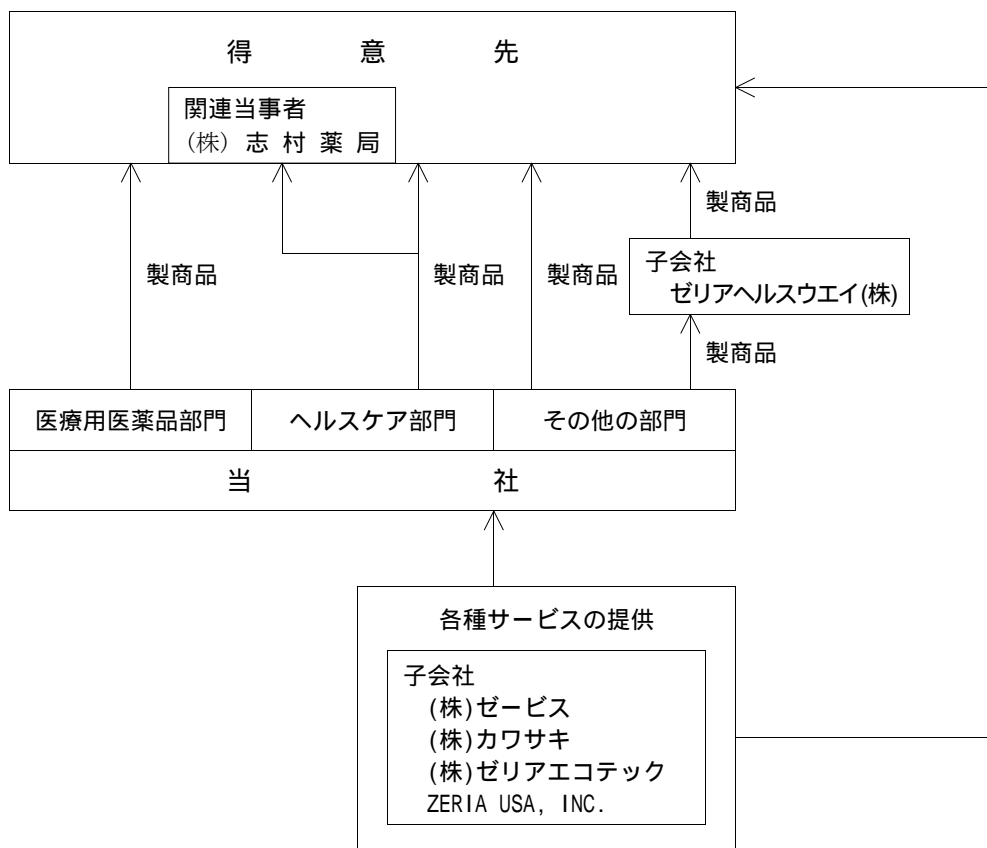 得意先
関連当事者
(株) 志村薬局
製商品
製商品
製商品
製商品
子会社
ゼリアヘルスウエイ(株)
製商品
医療用医薬品部門
ヘルスケア部門
その他の部門
当社
各種サービスの提供
子会社
(株)ゼービス
(株)カワサキ
(株)ゼリアエコテック
ZERIA USA, INC.